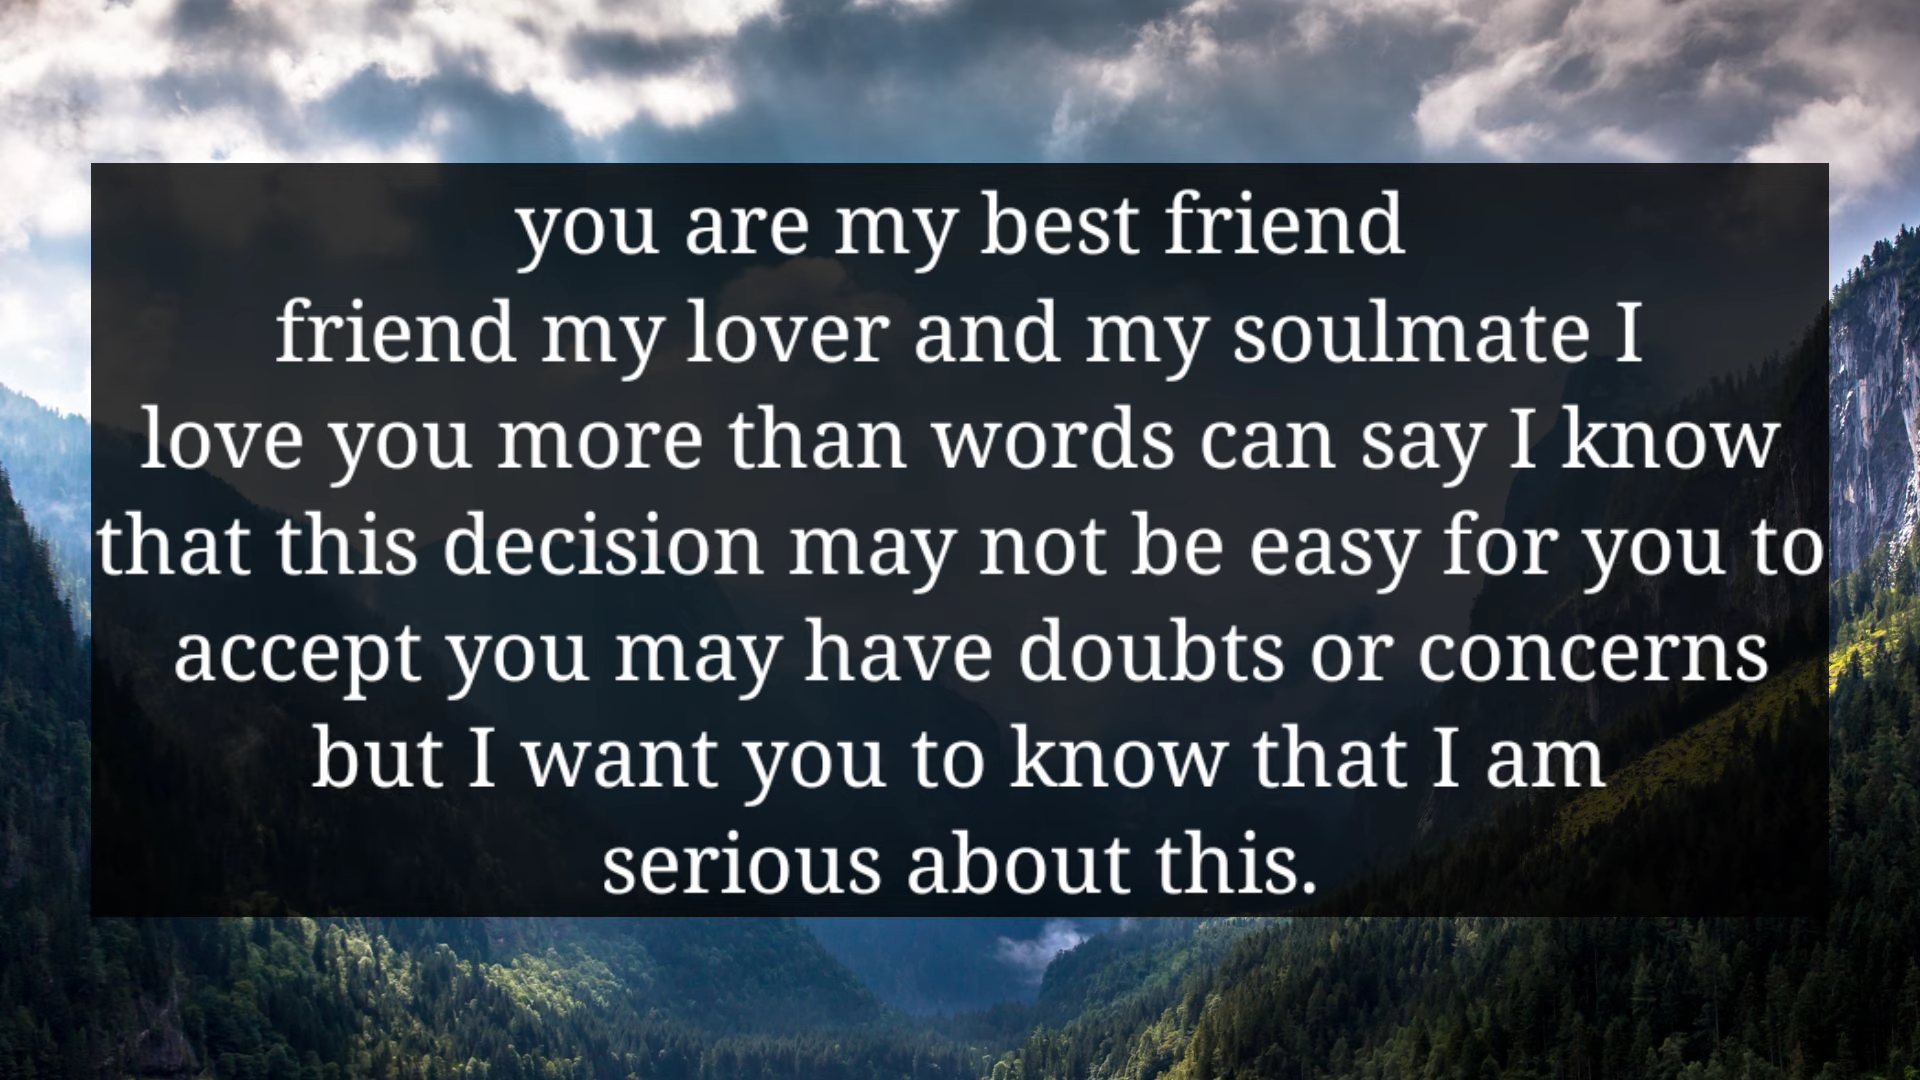 you are my best friend
friend my lover and my soulmate I
love you more than words can say I know
that this decision may not be easy for you to
accept you may have doubts or concerns
but I want you to know that I am
serious about this.